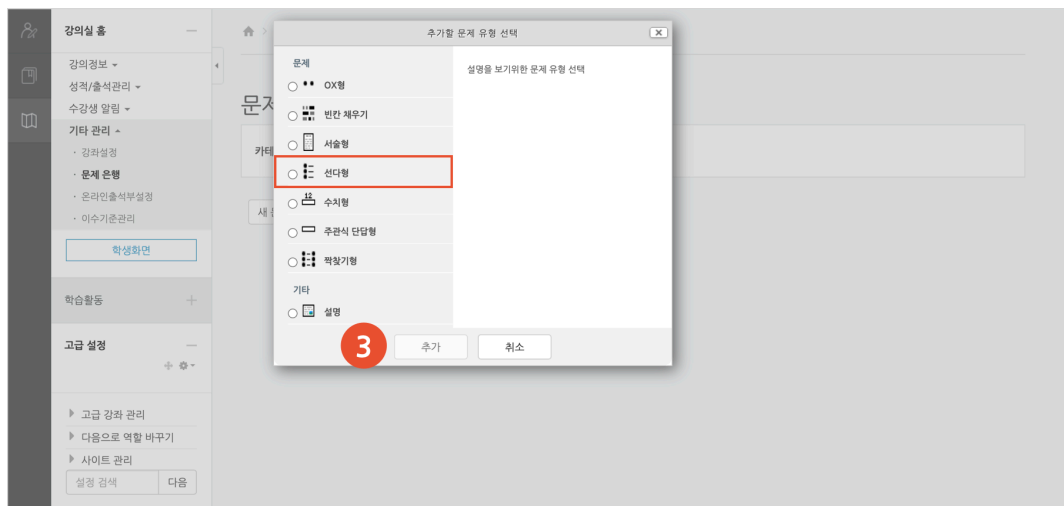 강의실 홈
강의정보
성적/출석관리
수강생 알림
기타 관리
· 강좌설정
· 문제 은행
· 온라인출석부설정
· 이수기준관리
학생화면
학습활동
고급 설정
고급 강좌 관리
다음으로 역할 바꾸기
사이트 관리
설정 검색 다음
추가할 문제 유형 선택
문제
OX형
빈칸 채우기
서술형
선다형
12
수치형
주관식 단답형
짝찾기형
기타
설명
설명을 보기위한 문제 유형 선택
3
추가 취소